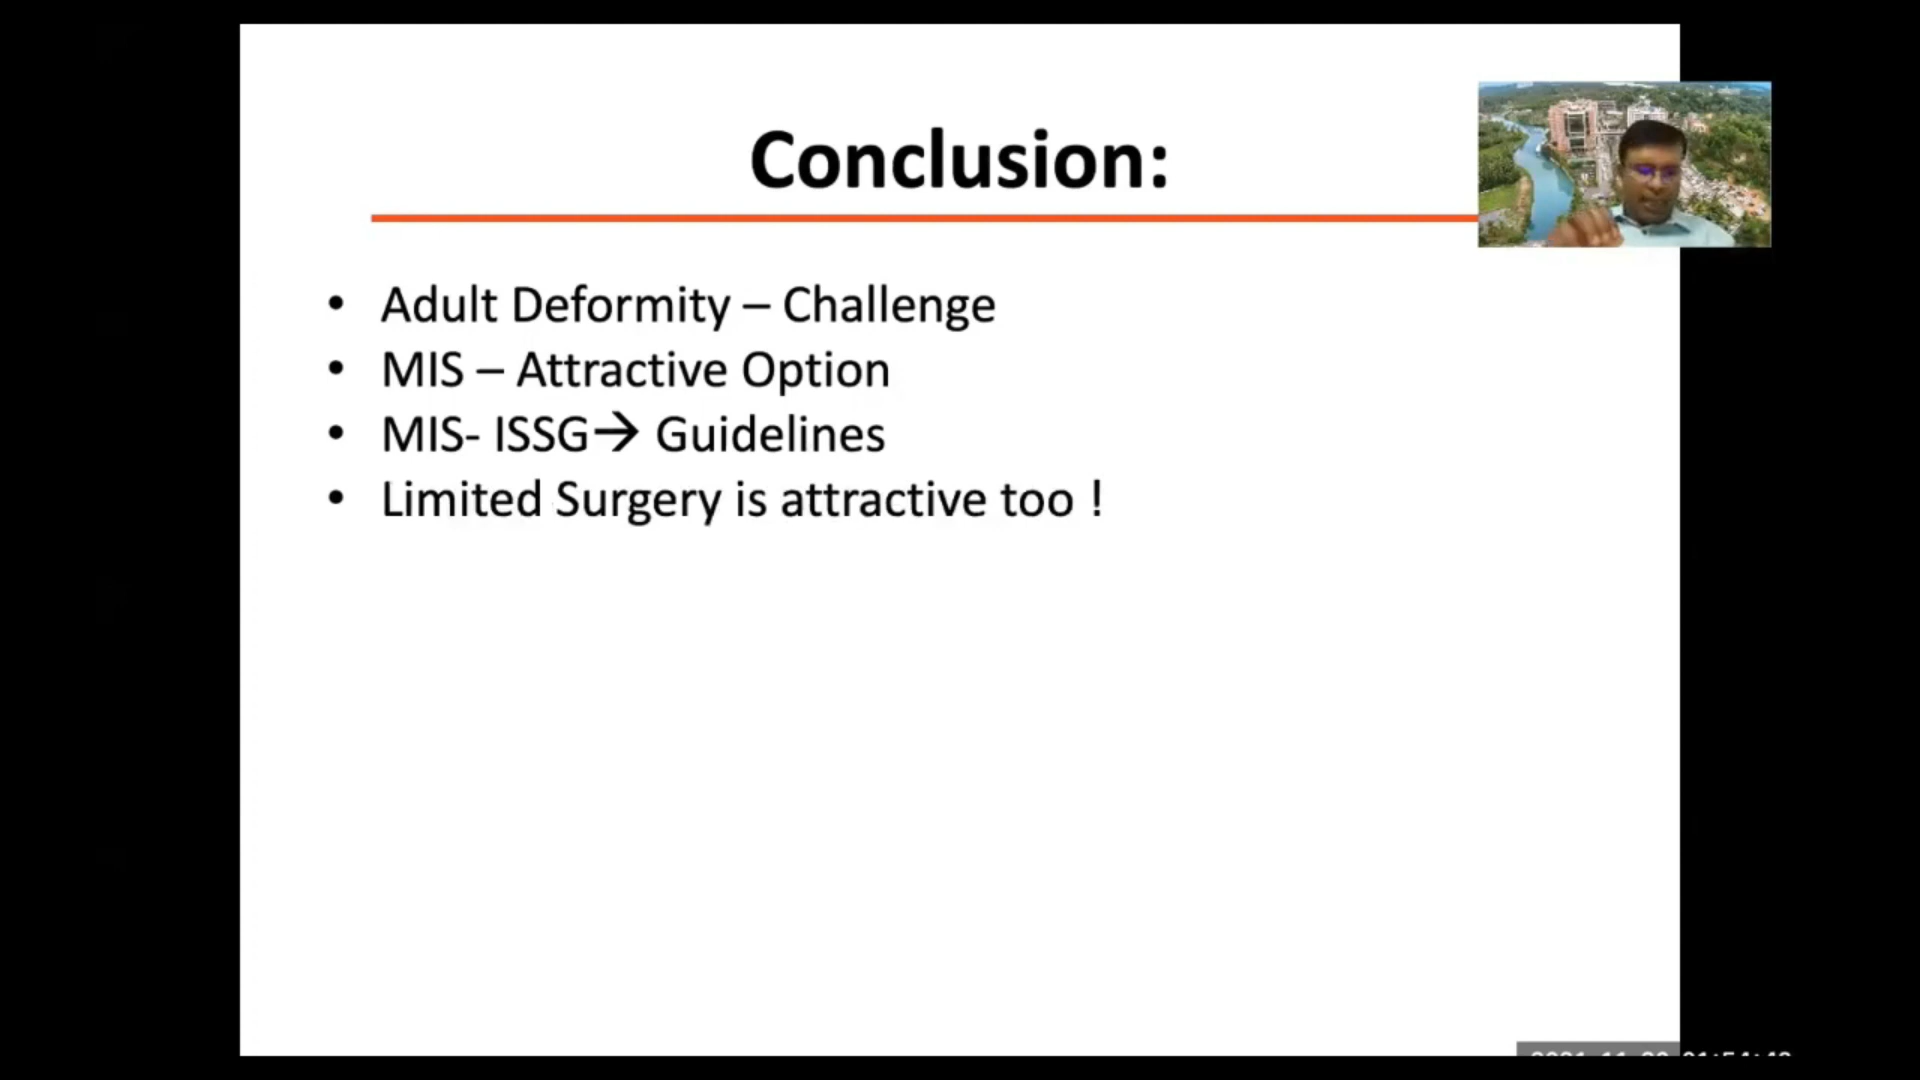 Conclusion:
• Adult Deformity – Challenge
• MIS – Attractive Option
• MIS- ISSG→ Guidelines
• Limited Surgery is attractive too !